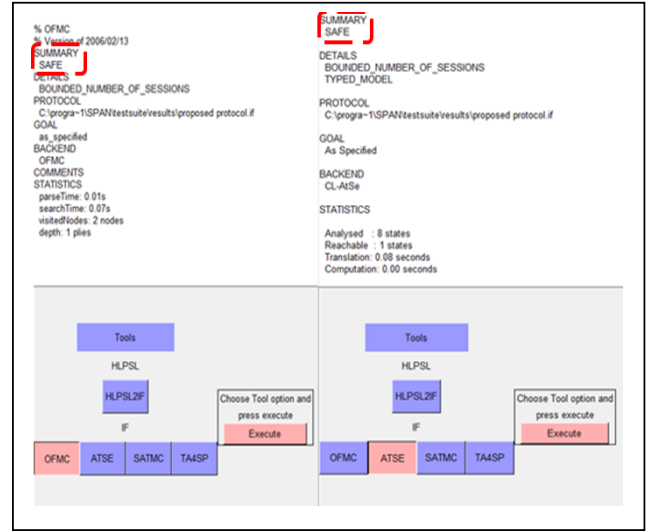 % OFMC
% Version of 2006/02/13
SUMMARY
SAFE
DETAILS
BOUNDED_NUMBER_OF_SESSIONS
PROTOCOL
C:\progra~1\SPAN\testsuite\results\proposed protocol.if
GOAL
as_specified
BACKEND
OFMC
COMMENTS
STATISTICS
parseTime: 0.01s
searchTime: 0.07s
visitedNodes: 2 nodes
depth: 1 plies
SUMMARY
SAFE
DETAILS
BOUNDED_NUMBER_OF_SESSIONS
TYPED_MODEL
PROTOCOL
C:\progra~1\SPAN\testsuite\results\proposed protocol.if
GOAL
As Specified
BACKEND
CL-AtSe
STATISTICS
Analysed : 8 states
Reachable : 1 states
Translation: 0.08 seconds
Computation: 0.00 seconds
Tools
HLPSL
HLPSL2IF
Choose Tool option and
press execute
IF
Execute
OFMC ATSE SATMC TA4SP
Tools
HLPSL
HLPSL2IF
Choose Tool option and
press execute
IF
Execute
OFMC ATSE SATMC TA4SP